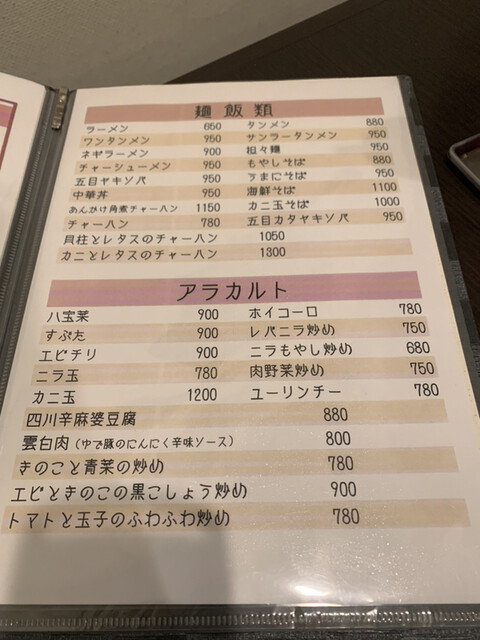 麺飯類
ラーメン 650 タンメン 880
ワンタンメン 900 サンラータンメン 950
ネギラーメン 900 担々麺 950
チャーシューメン 950 もやしそば 880
五目ヤキソバ 950 うまにそば 950
中華丼 950 海鮮そば 1100
あんかけ角煮チャーハン 1150 カニ玉そば 1000
チャーハン 780 五目カタヤキソバ 950
貝柱とレタスのチャーハン 1050
カニとレタスのチャーハン 1300
アラカルト
八宝菜 900 ホイコーロ 780
すぶた 900 レバニラ炒め 750
エビチリ 900 ニラもやし炒め 680
ニラ玉 780 肉野菜炒め 750
カニ玉 1200 ユーリンチー 780
四川辛麻婆豆腐 880
雲白肉(ゆで豚のにんにく辛味ソース) 800
きのこと青菜の炒め 780
エビときのこの黒こしょう炒め 900
トマトと玉子のふわふわ炒め 780